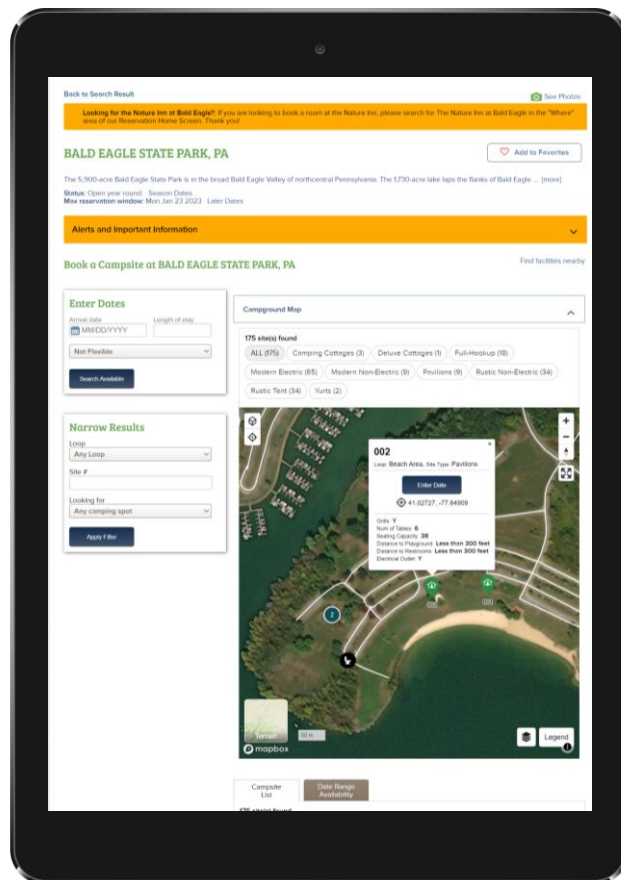 Back to Search Result
See Photos
Looking for the Nature Inn at Bald Eagle?: If you are looking to book a room at the Nature Inn, please search for The Nature Inn at Bald Eagle in the "Where"
area of our Reservation Home Screen. Thank you!
BALD EAGLE STATE PARK, PA
Add to Favorites
The 5,900-acre Bald Eagle State Park is in the broad Bald Eagle Valley of northcentral Pennsylvania. The 1,730-acre lake laps the flanks of Bald Eagle ... [more]
Status: Open year round Season Dates
Max reservation window: Mon Jan 23 2023 Later Dates
Alerts and Important Information
Book a Campsite at BALD EAGLE STATE PARK, PA
Find facilities nearby
Enter Dates
Arrival date Length of stay
MM/DD/YYYY
Not Flexible
Search Available
Narrow Results
Loop
Any Loop
Site #
Looking for
Any camping spot
Apply Filter
Campground Map
175 site(s) found
ALL (175) Camping Cottages (3) Deluxe Cottages (1) Full-Hookup (18)
Modern Electric (65) Modern Non-Electric (9) Pavilions (9) Rustic Non-Electric (34)
Rustic Tent (34) Yurts (2)
002
Loop: Beach Area, Site Type: Pavilions
Enter Date
41.02727, -77.64909
Grills: Y
Num of Tables: 6
Seating Capacity: 38
Distance to Playground: Less than 300 feet
Distance to Restrooms: Less than 300 feet
Electrical Outlet: Y
002
2
Terrain
50 m
mapbox
Legend
Campsite
List
Date Range
Availability
175 site(s) found